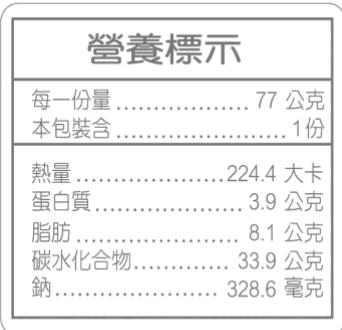 營養標示
每一份量.................. 77 公克
本包裝含....................... 1份
熱量....................224.4 大卡
蛋白質.................... 3.9 公克
脂肪...................... 8.1 公克
碳水化合物............. 33.9 公克
鈉...................... 328.6 毫克